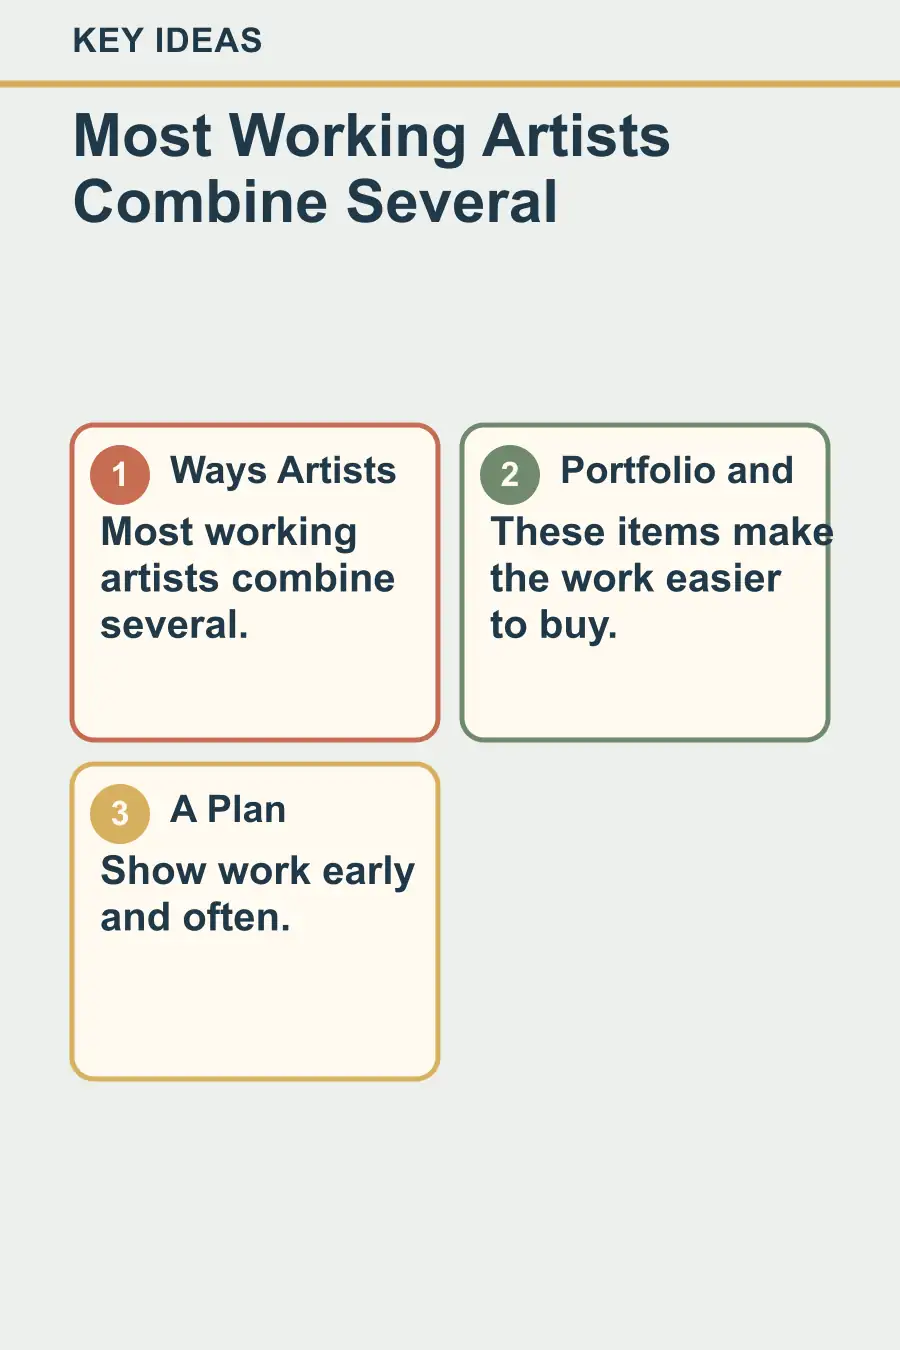 KEY IDEAS
Most Working Artists
Combine Several
1 Ways Artists
Most working
artists combine
several.
2 Portfolio and
These items make
the work easier
to buy.
3 A Plan
Show work early
and often.